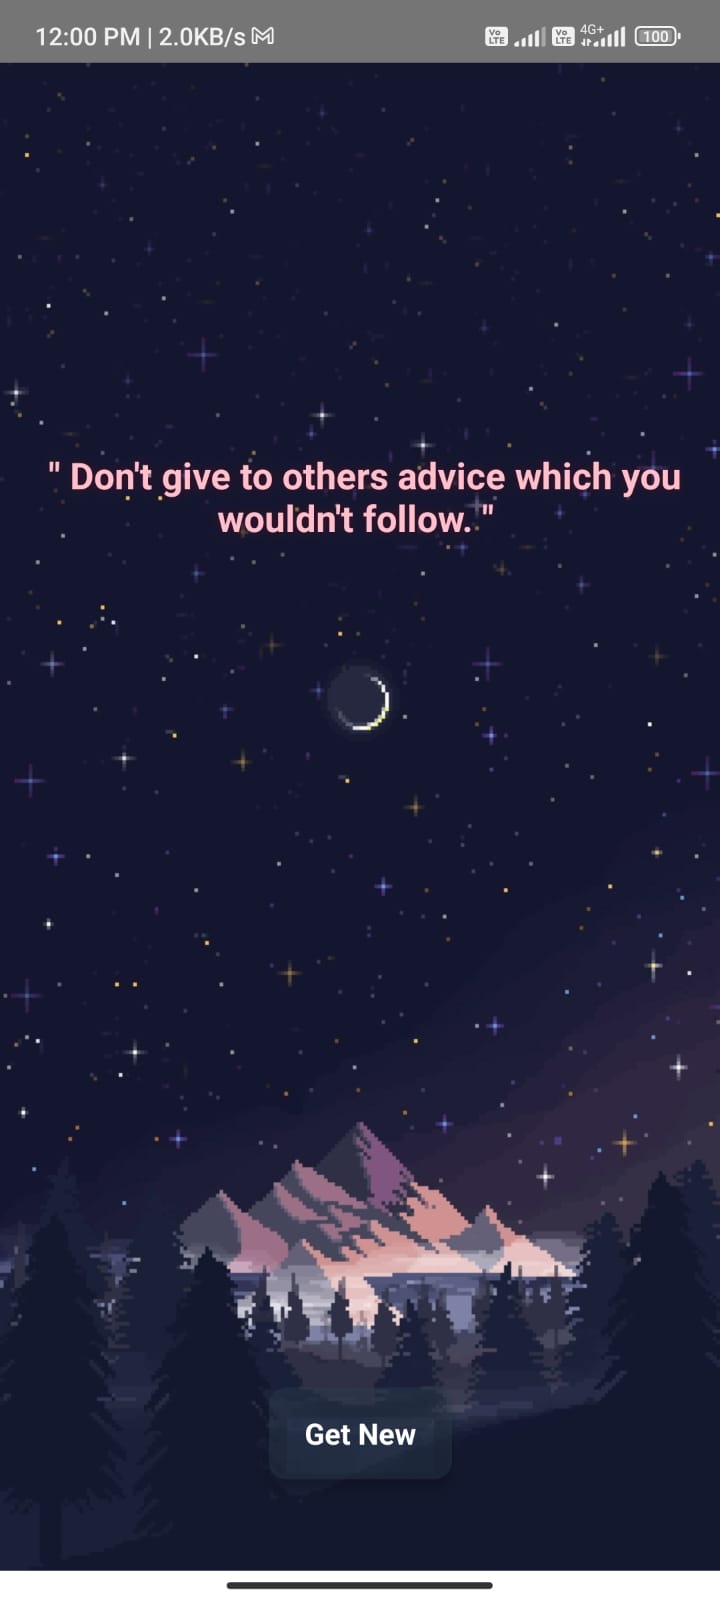 12:00 PM | 2.0KB/s
Vo LTE Vo LTE 4G+ 100
" Don't give to others advice which you
wouldn't follow. "
Get New